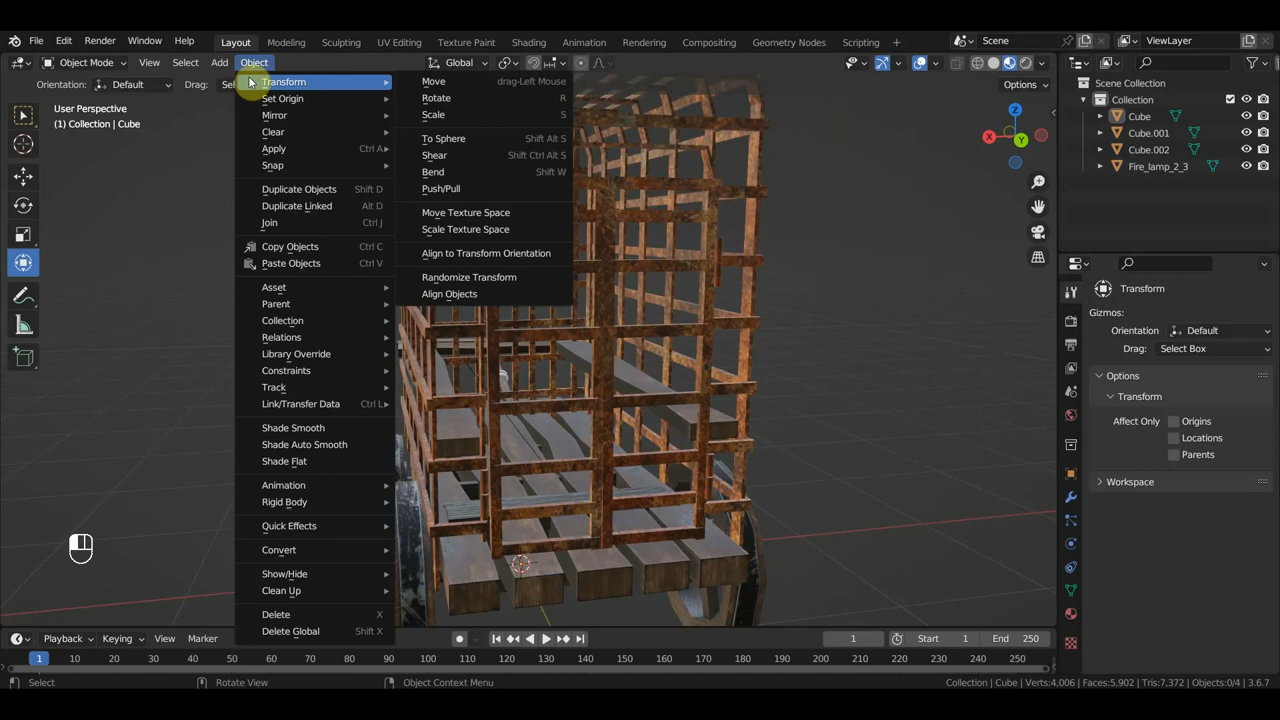 File Edit Render Window Help
Layout Modeling Sculpting UV Editing Texture Paint Shading Animation Rendering Compositing Geometry Nodes Scripting
Scene
ViewLayer
Object Mode View Select Add Object
Global
Orientation: Default Drag: Sel
Options
User Perspective
(1) Collection | Cube
Transform
Set Origin
Mirror
Clear
Apply Ctrl A
Snap
Duplicate Objects Shift D
Duplicate Linked Alt D
Join Ctrl J
Copy Objects Ctrl C
Paste Objects Ctrl V
Asset
Parent
Collection
Relations
Library Override
Constraints
Track
Link/Transfer Data Ctrl L
Shade Smooth
Shade Auto Smooth
Shade Flat
Animation
Rigid Body
Quick Effects
Convert
Show/Hide
Clean Up
Delete X
Delete Global Shift X
Move drag-Left Mouse
Rotate R
Scale S
To Sphere Shift Alt S
Shear Shift Ctrl Alt S
Bend Shift W
Push/Pull
Move Texture Space
Scale Texture Space
Align to Transform Orientation
Randomize Transform
Align Objects
X
Y
Z
Scene Collection
Collection
Cube
Cube.001
Cube.002
Fire_lamp_2_3
Transform
Gizmos:
Orientation Default
Drag: Select Box
Options
Transform
Affect Only Origins
Locations
Parents
Workspace
Playback Keying View Marker
1 Start 1 End 250
1 10 20 30 40 50 60 70 80 90 100 110 120 130 140 150 160 170 180 190 200 210 220 230 240 250
Select Rotate View Object Context Menu
Collection | Cube | Verts:4,006 | Faces:5,902 | Tris:7,372 | Objects:0/4 | 3.6.7